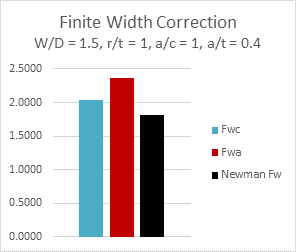 Finite Width Correction
W/D = 1.5, r/t = 1, a/c = 1, a/t = 0.4
2.5000
2.0000
1.5000
1.0000
0.5000
0.0000
Fwc
Fwa
Newman Fw